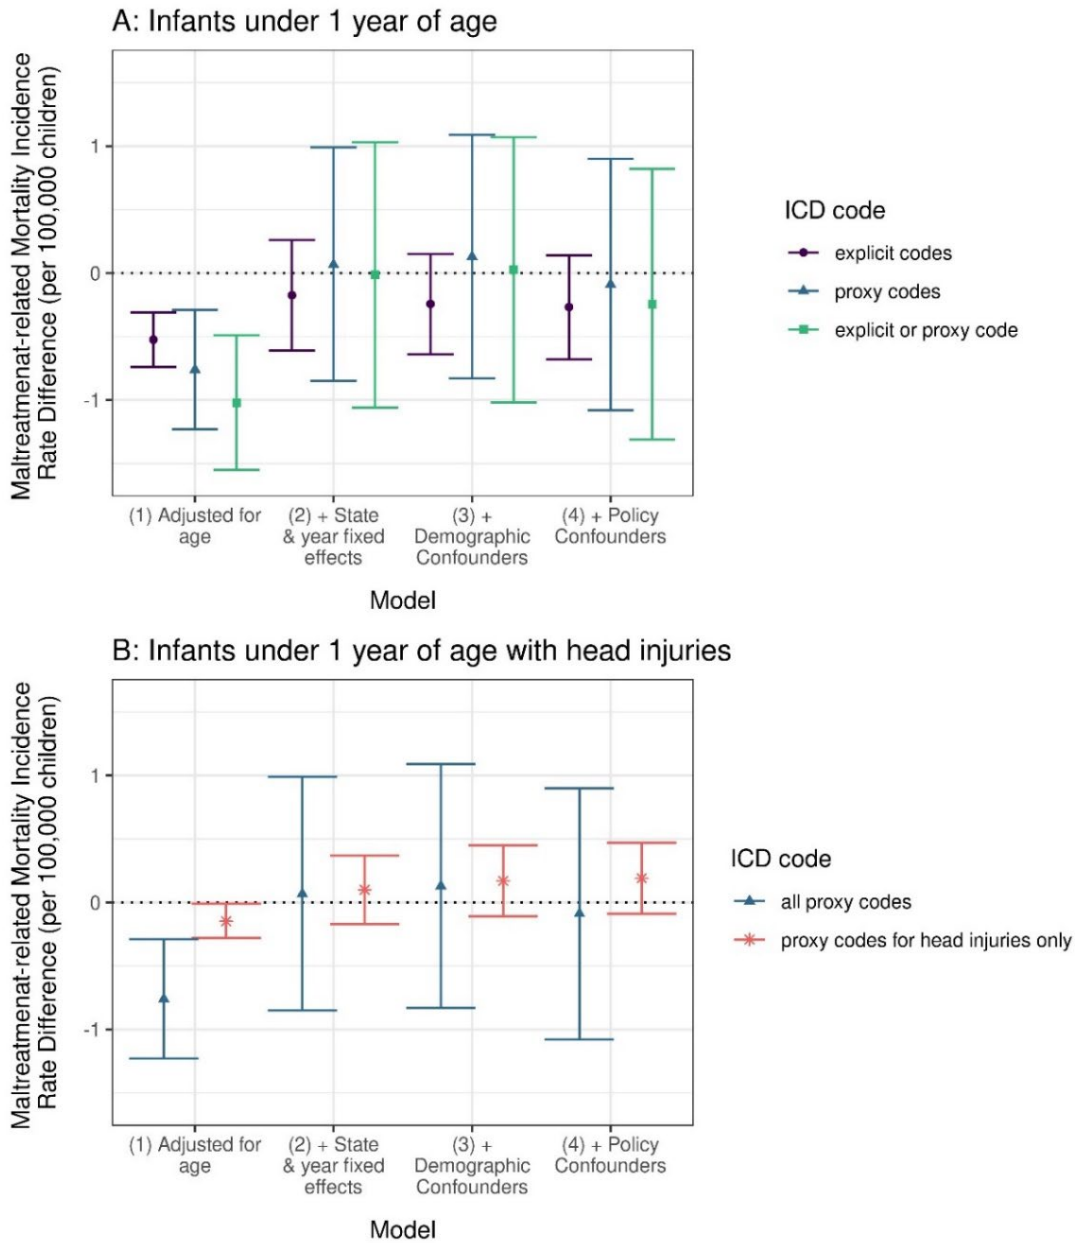 A: Infants under 1 year of age
Maltreatmenat-related Mortality Incidence
Rate Difference (per 100,000 children)
1
0
-1
(1) Adjusted for
age
(2) + State
& year fixed
effects
(3) +
Demographic
Confounders
(4) + Policy
Confounders
Model
ICD code
explicit codes
proxy codes
explicit or proxy code
B: Infants under 1 year of age with head injuries
Maltreatmenat-related Mortality Incidence
Rate Difference (per 100,000 children)
1
0
-1
(1) Adjusted for
age
(2) + State
& year fixed
effects
(3) +
Demographic
Confounders
(4) + Policy
Confounders
Model
ICD code
all proxy codes
proxy codes for head injuries only